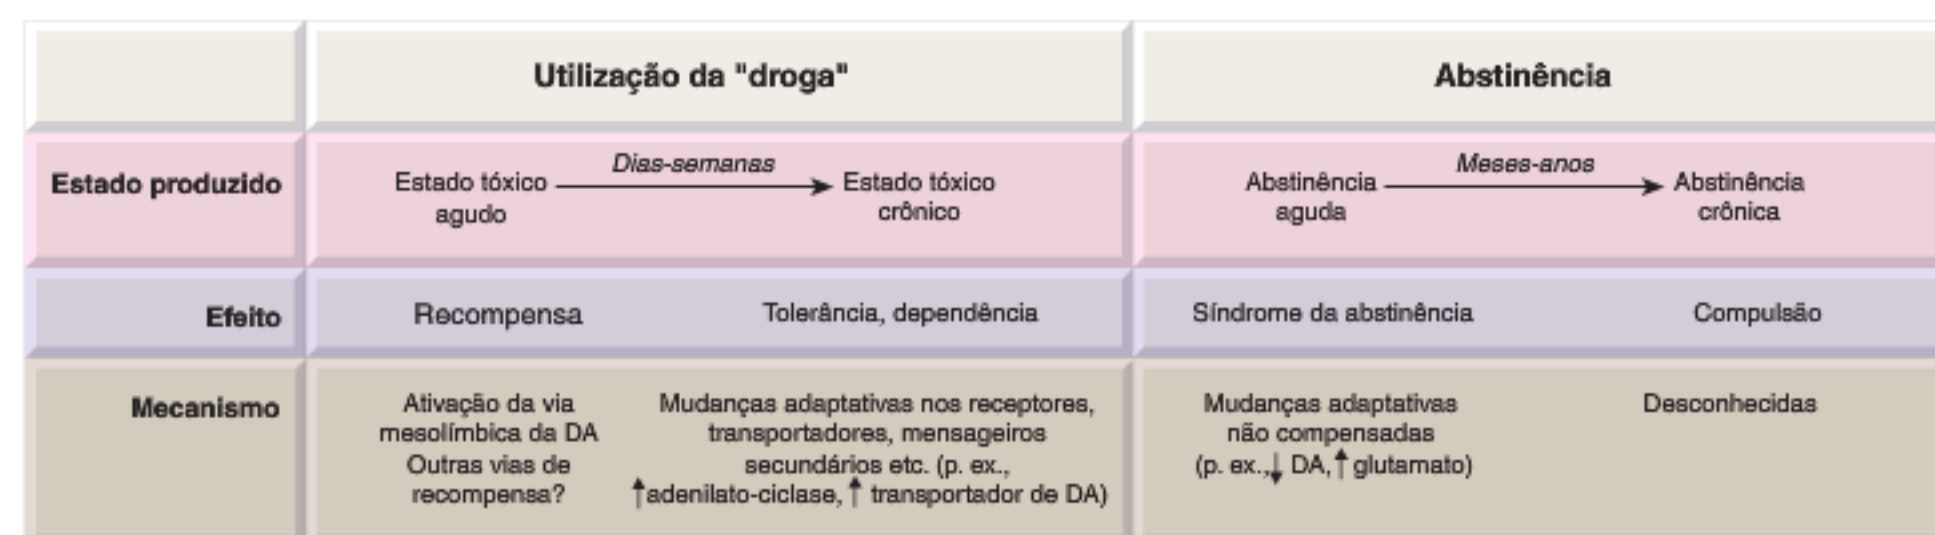 Utilização da "droga"
Abstinência
Estado produzido
Estado tóxico
agudo
Dias-semanas
Estado tóxico
crônico
Abstinência
aguda
Meses-anos
Abstinência
crônica
Efeito
Recompensa
Tolerância, dependência
Síndrome da abstinência
Compulsão
Mecanismo
Ativação da via
mesolímbica da DA
Outras vias de
recompensa?
Mudanças adaptativas nos receptores,
transportadores, mensageiros
secundários etc. (p. ex.,
↑adenilato-ciclase, ↑ transportador de DA)
Mudanças adaptativas
não compensadas
(p. ex.,↓ DA,↑ glutamato)
Desconhecidas